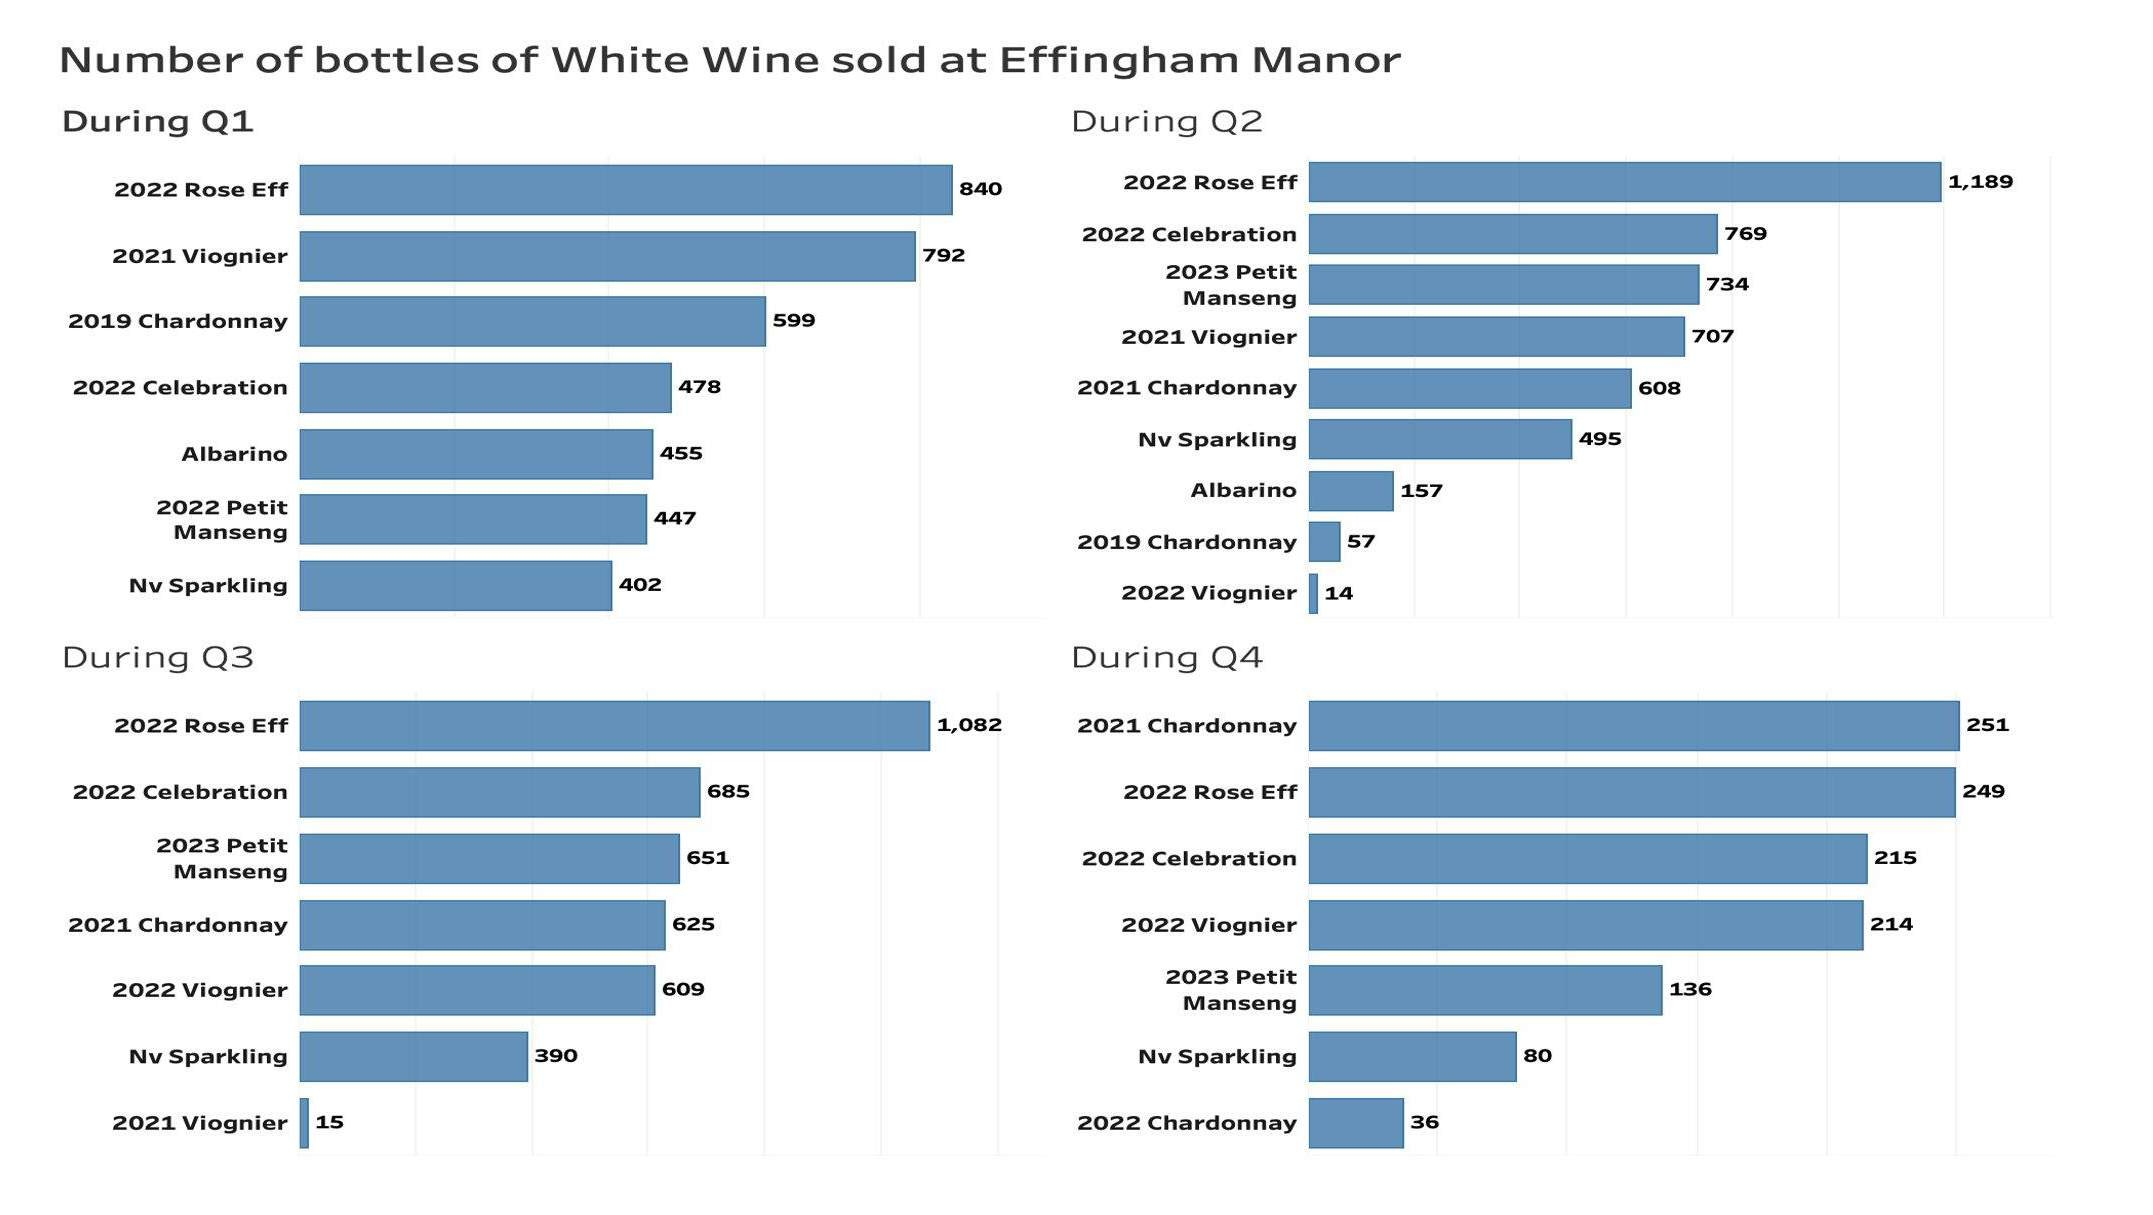 Number of bottles of White Wine sold at Effingham Manor
During Q1
2022 Rose Eff 840
2021 Viognier 792
2019 Chardonnay 599
2022 Celebration 478
Albarino 455
2022 Petit
Manseng 447
Nv Sparkling 402
During Q2
2022 Rose Eff 1,189
2022 Celebration 769
2023 Petit
Manseng 734
2021 Viognier 707
2021 Chardonnay 608
Nv Sparkling 495
Albarino 157
2019 Chardonnay 57
2022 Viognier 14
During Q3
2022 Rose Eff 1,082
2022 Celebration 685
2023 Petit
Manseng 651
2021 Chardonnay 625
2022 Viognier 609
Nv Sparkling 390
2021 Viognier 15
During Q4
2021 Chardonnay 251
2022 Rose Eff 249
2022 Celebration 215
2022 Viognier 214
2023 Petit
Manseng 136
Nv Sparkling 80
2022 Chardonnay 36